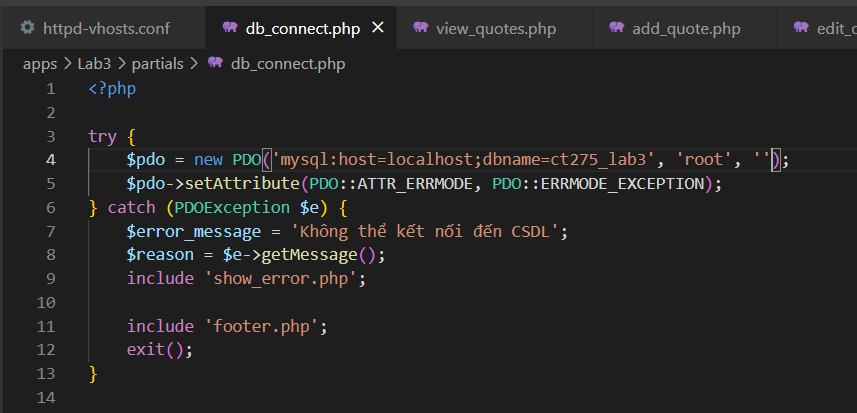 httpd-vhosts.conf db_connect.php × view_quotes.php add_quote.php
apps > Lab3 > partials > db_connect.php
1 <?php
2
3 try {
4 $pdo = new PDO('mysql:host=localhost;dbname=ct275_lab3', 'root', '');
5 $pdo->setAttribute(PDO::ATTR_ERRMODE, PDO::ERRMODE_EXCEPTION);
6 } catch (PDOException $e) {
7 $error_message = 'Không thể kết nối đến CSDL';
8 $reason = $e->getMessage();
9 include 'show_error.php';
10
11 include 'footer.php';
12 exit();
13 }
14